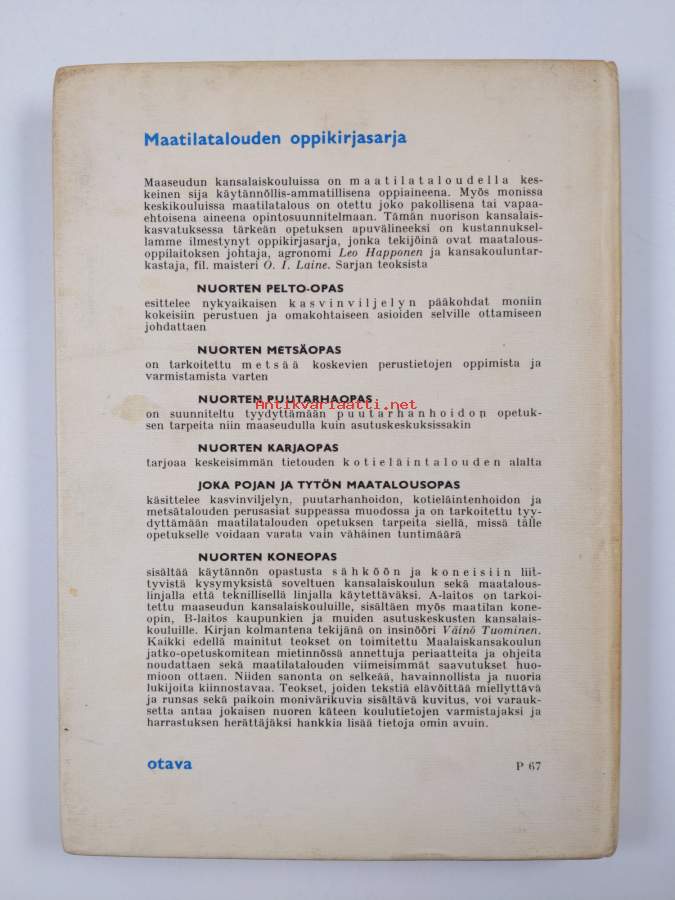 Maatilatalouden oppikirjasarja
Maaseudun kansalaiskouluissa on maatilataloudella kes-
keinen sija käytännöllis-ammatillisena oppiaineena. Myös monissa
keskikouluissa maatilatalous on otettu joko pakollisena tai vapaa-
ehtoisena aineena opintosuunnitelmaan. Tämän nuorison kansalais-
kasvatuksessa tärkeän opetuksen apuvälineeksi on kustannuksel-
lamme ilmestynyt oppikirjasarja, jonka tekijöinä ovat maatalous-
oppilaitoksen johtaja, agronomi Leo Happonen ja kansakouluntar-
kastaja, fil. maisteri O. I. Laine. Sarjan teoksista
NUORTEN PELTO-OPAS
esittelee nykyaikaisen kasvinviljelyn pääkohdat moniin
kokeisiin perustuen ja omakohtaiseen asioiden selville ottamiseen
johdattaen
NUORTEN METSÄOPAS
on tarkoitettu metsää koskevien perustietojen oppimista ja
varmistamista varten
NUORTEN PUUTARHAOPAS
Antikvariaatti.net
on suunniteltu tyydyttämään puutarhanhoidon opetuk-
sen tarpeita niin maaseudulla kuin asutuskeskuksissakin
NUORTEN KARJAOPAS
tarjoaa keskeisimmän tietouden kotieläintalouden alalta
JOKA POJAN JA TYTÖN MAATALOUSOPAS
käsittelee kasvinviljelyn, puutarhanhoidon, kotieläintenhoidon ja
metsätalouden perusasiat suppeassa muodossa ja on tarkoitettu tyy-
dyttämään maatilatalouden opetuksen tarpeita siellä, missä tälle
opetukselle voidaan varata vain vähäinen tuntimäärä
NUORTEN KONEOPAS
sisältää käytännön opastusta sähköön ja koneisiin liit-
tyvistä kysymyksistä soveltuen kansalaiskoulun sekä maatalous-
linjalla että teknillisellä linjalla käytettäväksi. A-laitos on tarkoi-
tettu maaseudun kansalaiskouluille, sisältäen myös maatilan kone-
opin, B-laitos kaupunkien ja muiden asutuskeskusten kansalais-
kouluille. Kirjan kolmantena tekijänä on insinööri Väinö Tuominen.
Kaikki edellä mainitut teokset on toimitettu Maalaiskansakoulun
jatko-opetuskomitean mietinnössä annettuja periaatteita ja ohjeita
noudattaen sekä maatilatalouden viimeisimmät saavutukset huo-
mioon ottaen. Niiden sanonta on selkeää, havainnollista ja nuoria
lukijoita kiinnostavaa. Teokset, joiden tekstiä elävöittää miellyttävä
ja runsas sekä paikoin monivärikuvia sisältävä kuvitus, voi varauk-
setta antaa jokaisen nuoren käteen koulutietojen varmistajaksi ja
harrastuksen herättäjäksi hankkia lisää tietoja omin avuin.
otava
P 67